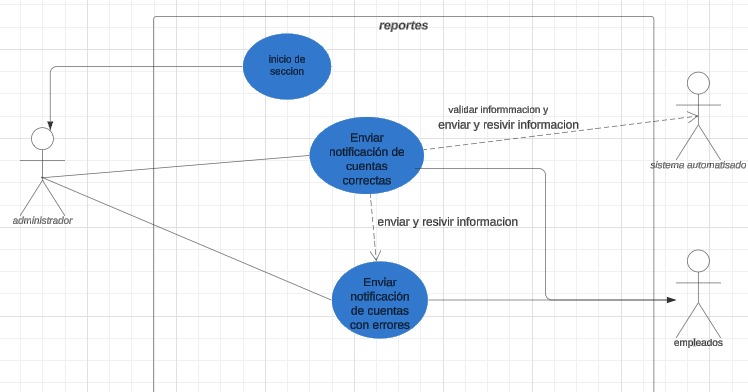 reportes
inicio de
seccion
validar informmacion y
enviar y resivir informacion
Enviar
notificación de
cuentas
correctas
sistema automatisado
administrador
enviar y resivir informacion
Enviar
notificación
de cuentas
con errores
empleados